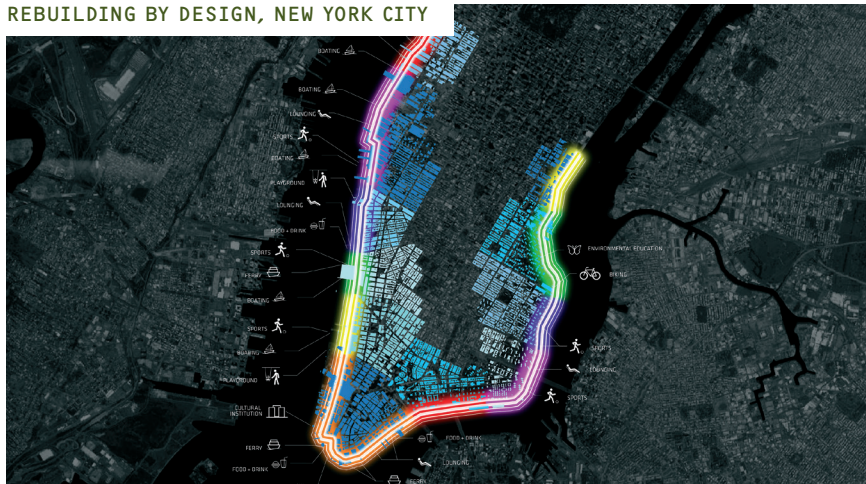 REBUILDING BY DESIGN, NEW YORK CITY
BOATING
BOATING
LOUNGING
SPORTS
BOATING
PLAYGROUND
LOUNGING
FOOD + DRINK
SPORTS
FERRY
BOATING
SPORTS
BOATING
PLAYGROUND
CULTURAL
INSTITUTION
FERRY
FOOD + DRINK
ENVIRONMENTAL EDUCATION
BIKING
SPORTS
LOUNGING
SPORTS
FOOD + DRINK
LOUNGING
FERRY